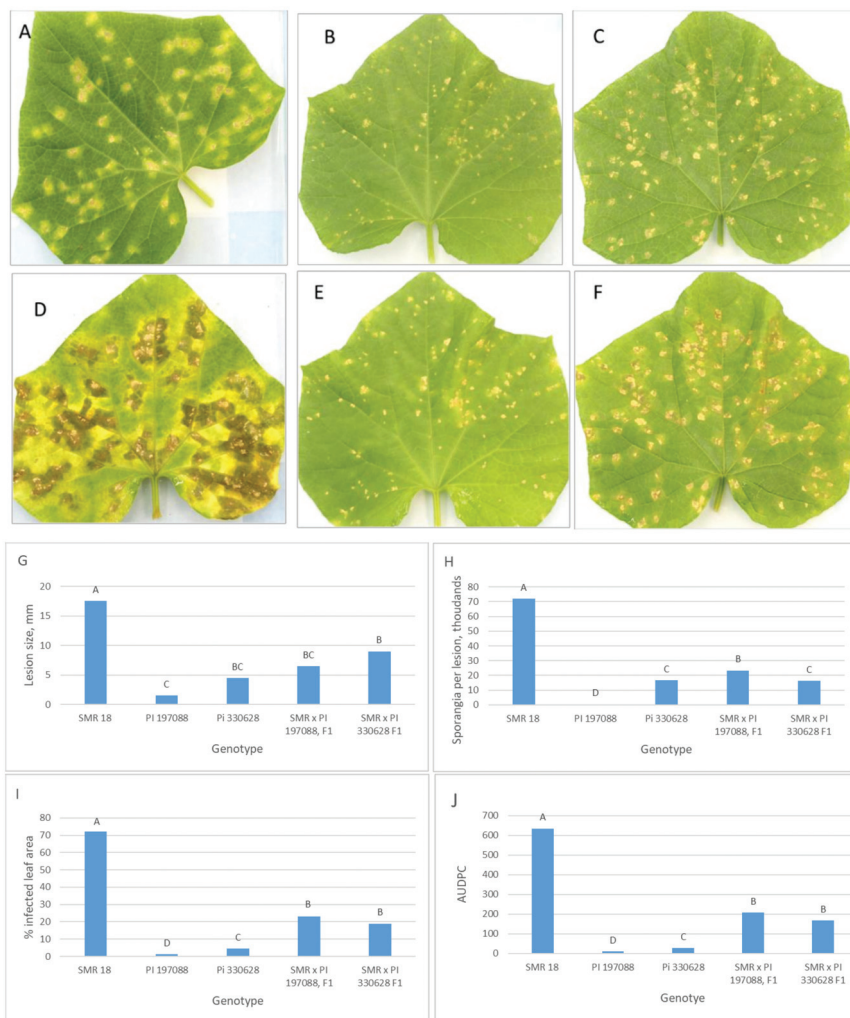 A
B
C
D
E
F
G
Lesion size, mm
20
15
10
5
0
A
C
BC
BC
B
SMR 18
PI 197088
Pi 330628
SMR x PI
197088, F1
SMR x PI
330628 F1
Genotype
H
Sporangia per lesion, thoudands
80
70
60
50
40
30
20
10
0
A
D
C
B
C
SMR 18
PI 197088
Pi 330628
SMR x PI
197088, F1
SMR x PI
330628 F1
Genotype
I
% infected leaf area
80
70
60
50
40
30
20
10
0
A
D
C
B
B
SMR 18
PI 197088
Pi 330628
SMR x PI
197088, F1
SMR x PI
330628 F1
Genotype
J
AUDPC
700
600
500
400
300
200
100
0
A
D
C
B
B
SMR 18
PI 197088
Pi 330628
SMR x PI
197088, F1
SMR x PI
330628 F1
Genotye